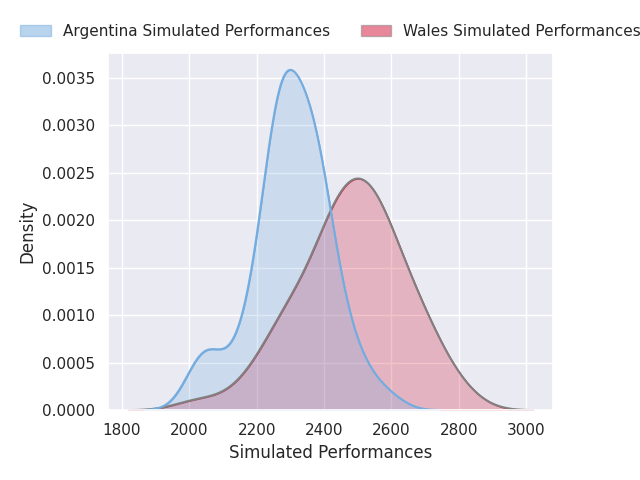 Argentina Simulated Performances
Wales Simulated Performances
0.0035
0.0030
0.0025
0.0020
0.0015
0.0010
0.0005
0.0000
Density
1800 2000 2200 2400 2600 2800 3000
Simulated Performances